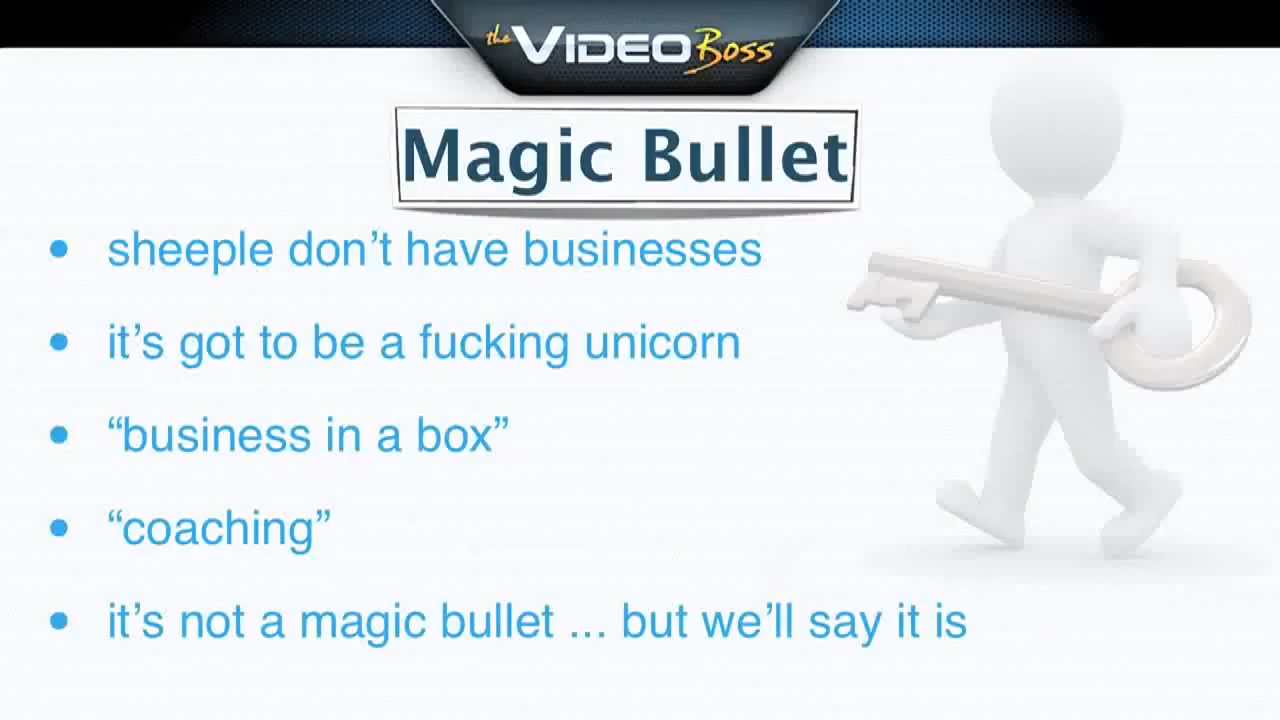 the VIDEO Boss
Magic Bullet
• sheeple don’t have businesses
• it’s got to be a fucking unicorn
• “business in a box”
• “coaching”
• it’s not a magic bullet ... but we’ll say it is